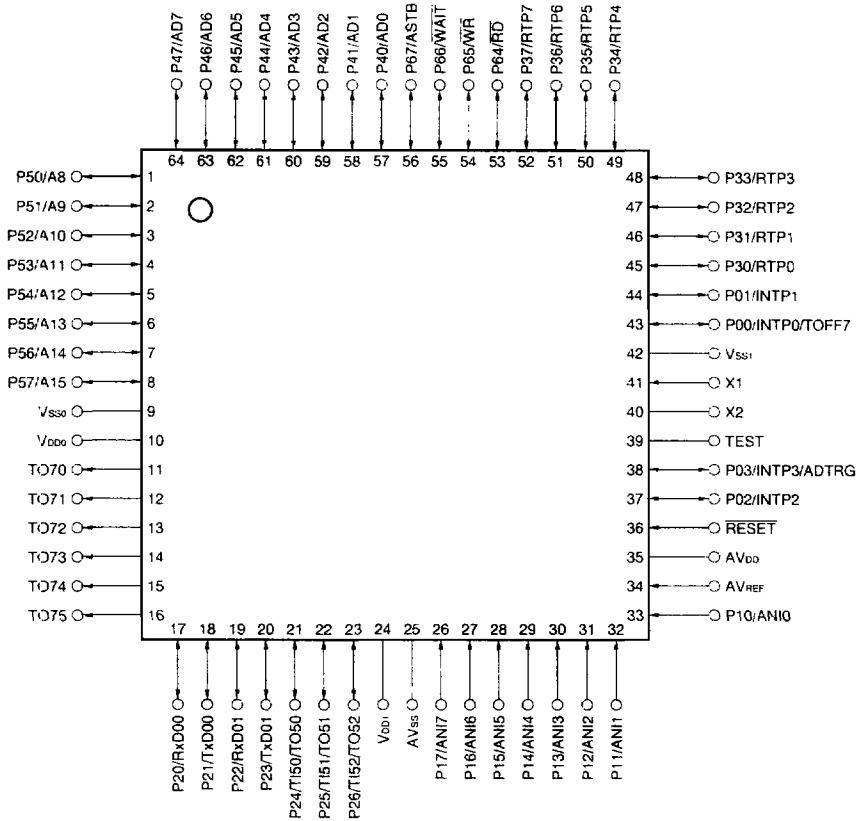 P47/AD7
P46/AD6
P45/AD5
P44/AD4
P43/AD3
P42/AD2
P41/AD1
P40/AD0
P67/ASTB
P66/WAIT
P65/WR
P64/RD
P37/RTP7
P36/RTP6
P35/RTP5
P34/RTP4
64 63 62 61 60 59 58 57 56 55 54 53 52 51 50 49
P50/A8 1
P51/A9 2
P52/A10 3
P53/A11 4
P54/A12 5
P55/A13 6
P56/A14 7
P57/A15 8
VSS0 9
VDD0 10
TO70 11
TO71 12
TO72 13
TO73 14
TO74 15
TO75 16
48 P33/RTP3
47 P32/RTP2
46 P31/RTP1
45 P30/RTP0
44 P01/INTP1
43 P00/INTP0/TOFF7
42 VSS1
41 X1
40 X2
39 TEST
38 P03/INTP3/ADTRG
37 P02/INTP2
36 RESET
35 AVDD
34 AVREF
33 P10/ANI0
17 18 19 20 21 22 23 24 25 26 27 28 29 30 31 32
P20/RxD00
P21/TxD00
P22/RxD01
P23/TxD01
P24/TI50/TO50
P25/TI51/TO51
P26/TI52/TO52
VDD1
AVSS
P17/ANI7
P16/ANI6
P15/ANI5
P14/ANI4
P13/ANI3
P12/ANI2
P11/ANI1